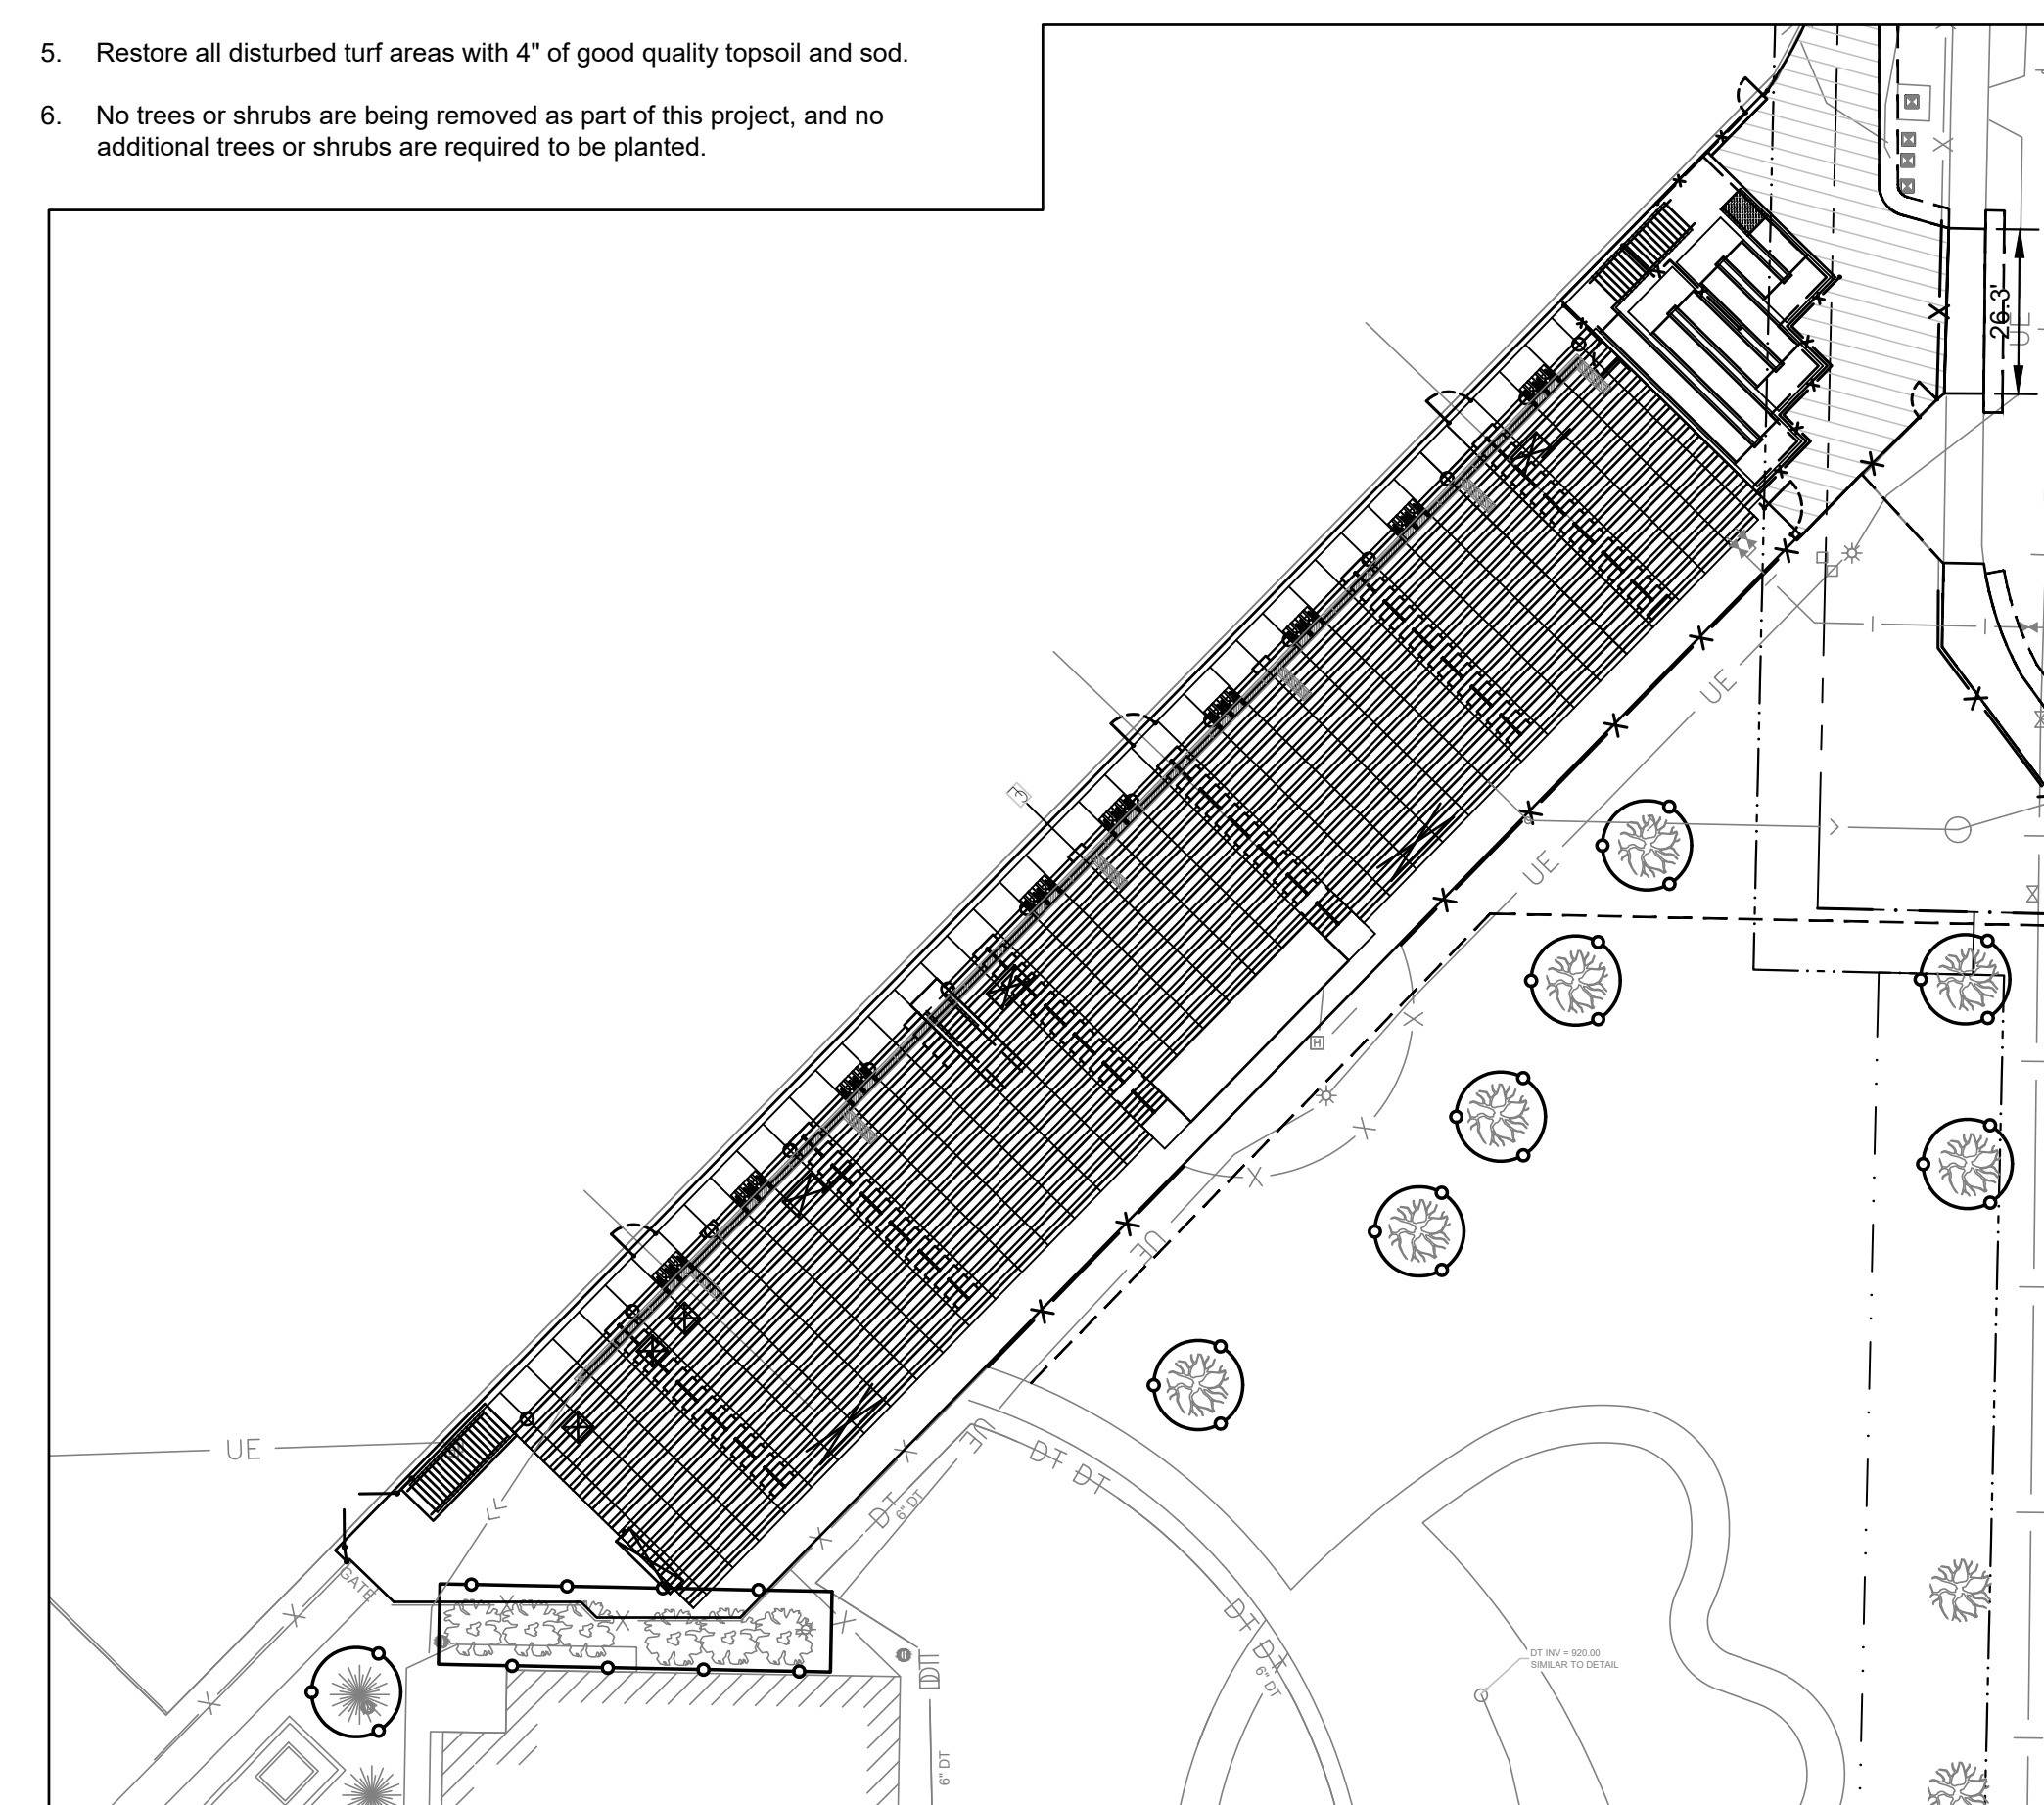 5. Restore all disturbed turf areas with 4" of good quality topsoil and sod.
6. No trees or shrubs are being removed as part of this project, and no
additional trees or shrubs are required to be planted.
26.3'
UE
UE
UE
H
UE
UE
UE
DT
DT
DT
6" DT
GATE
DT
DT
6" DT
DT INV = 920.00
SIMILAR TO DETAIL
6" DT